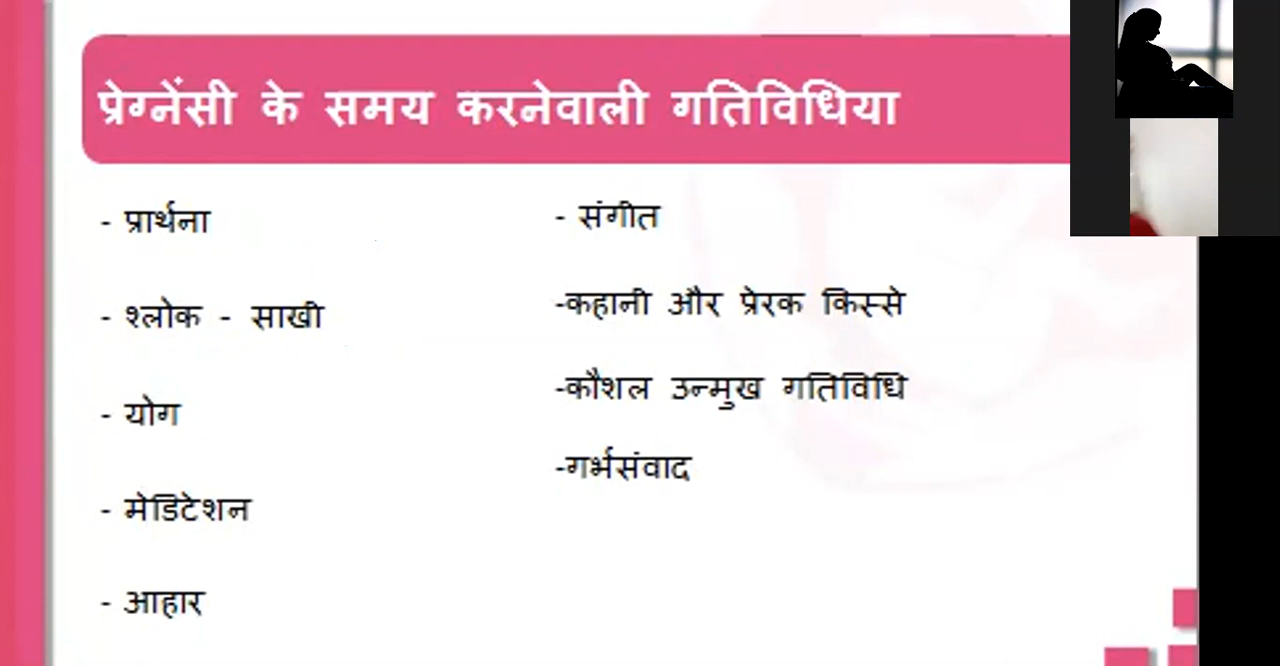 प्रेग्नेंसी के समय करनेवाली गतिविधिया
- प्रार्थना
- श्लोक - साखी
- योग
- मेडिटेशन
- आहार
- संगीत
-कहानी और प्रेरक किस्से
-कौशल उन्मुख गतिविधि
-गर्भसंवाद